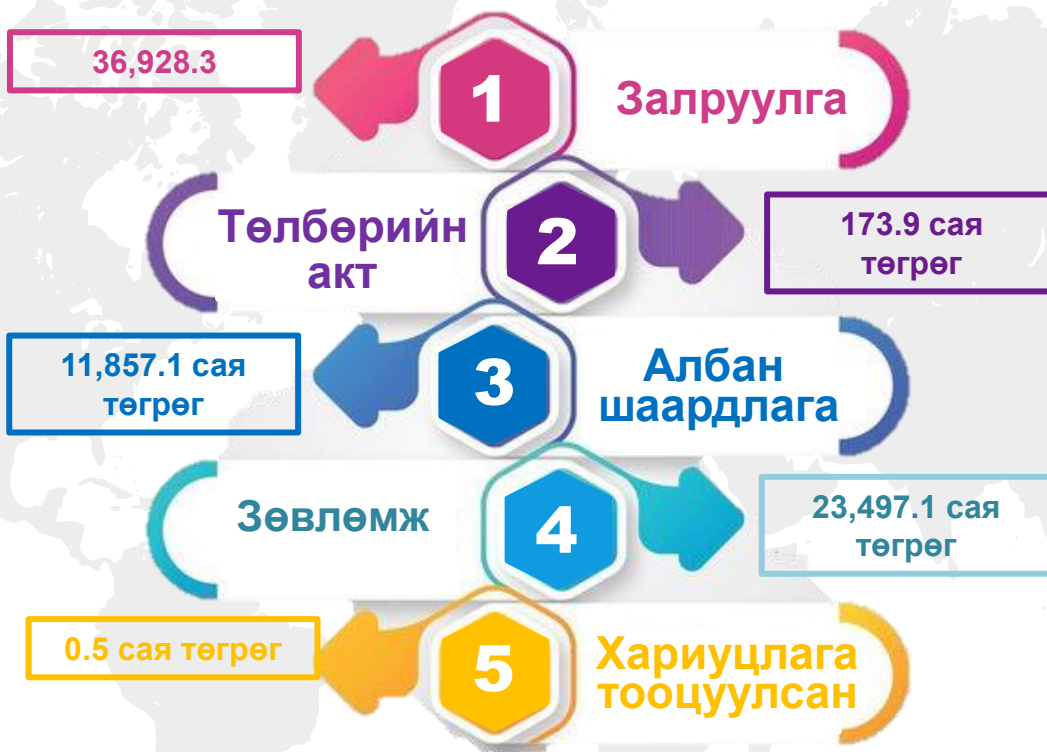 36,928.3
1
Залруулга
Төлбөрийн
акт
2
173.9 сая
төгрөг
11,857.1 сая
төгрөг
3
Албан
шаардлага
Зөвлөмж
4
23,497.1 сая
төгрөг
0.5 сая төгрөг
5
Хариуцлага
тооцуулсан